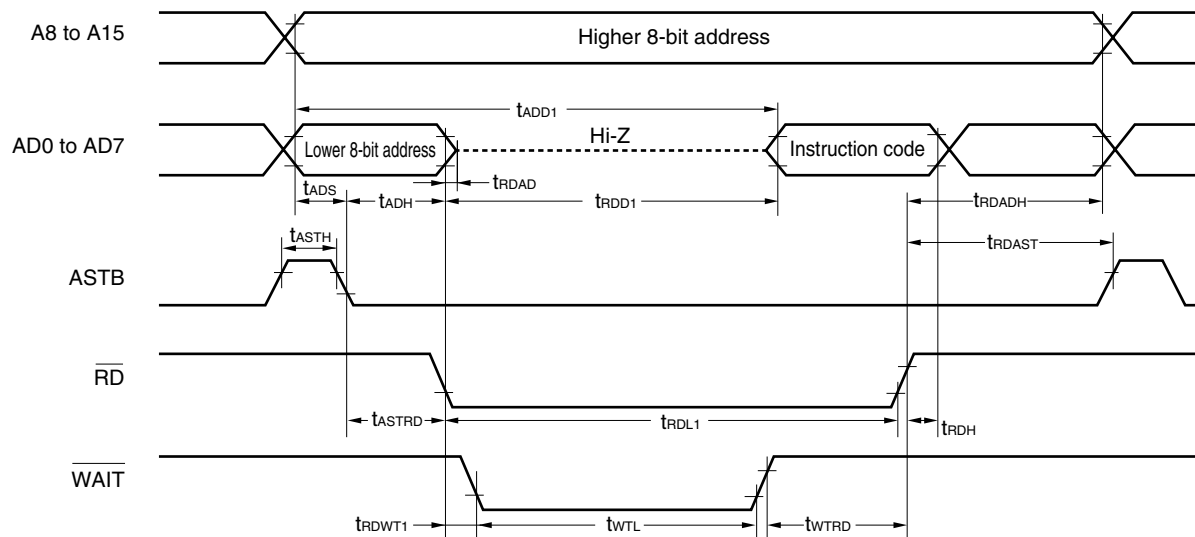 A8 to A15
Higher 8-bit address
tADD1
AD0 to AD7
Lower 8-bit address
Hi-Z
Instruction code
tRDAD
tADS
tADH
tRDD1
tRDADH
tASTH
tRDAST
ASTB
RD
tASTRD
tRDL1
tRDH
WAIT
tRDWT1
tWTL
tWTRD